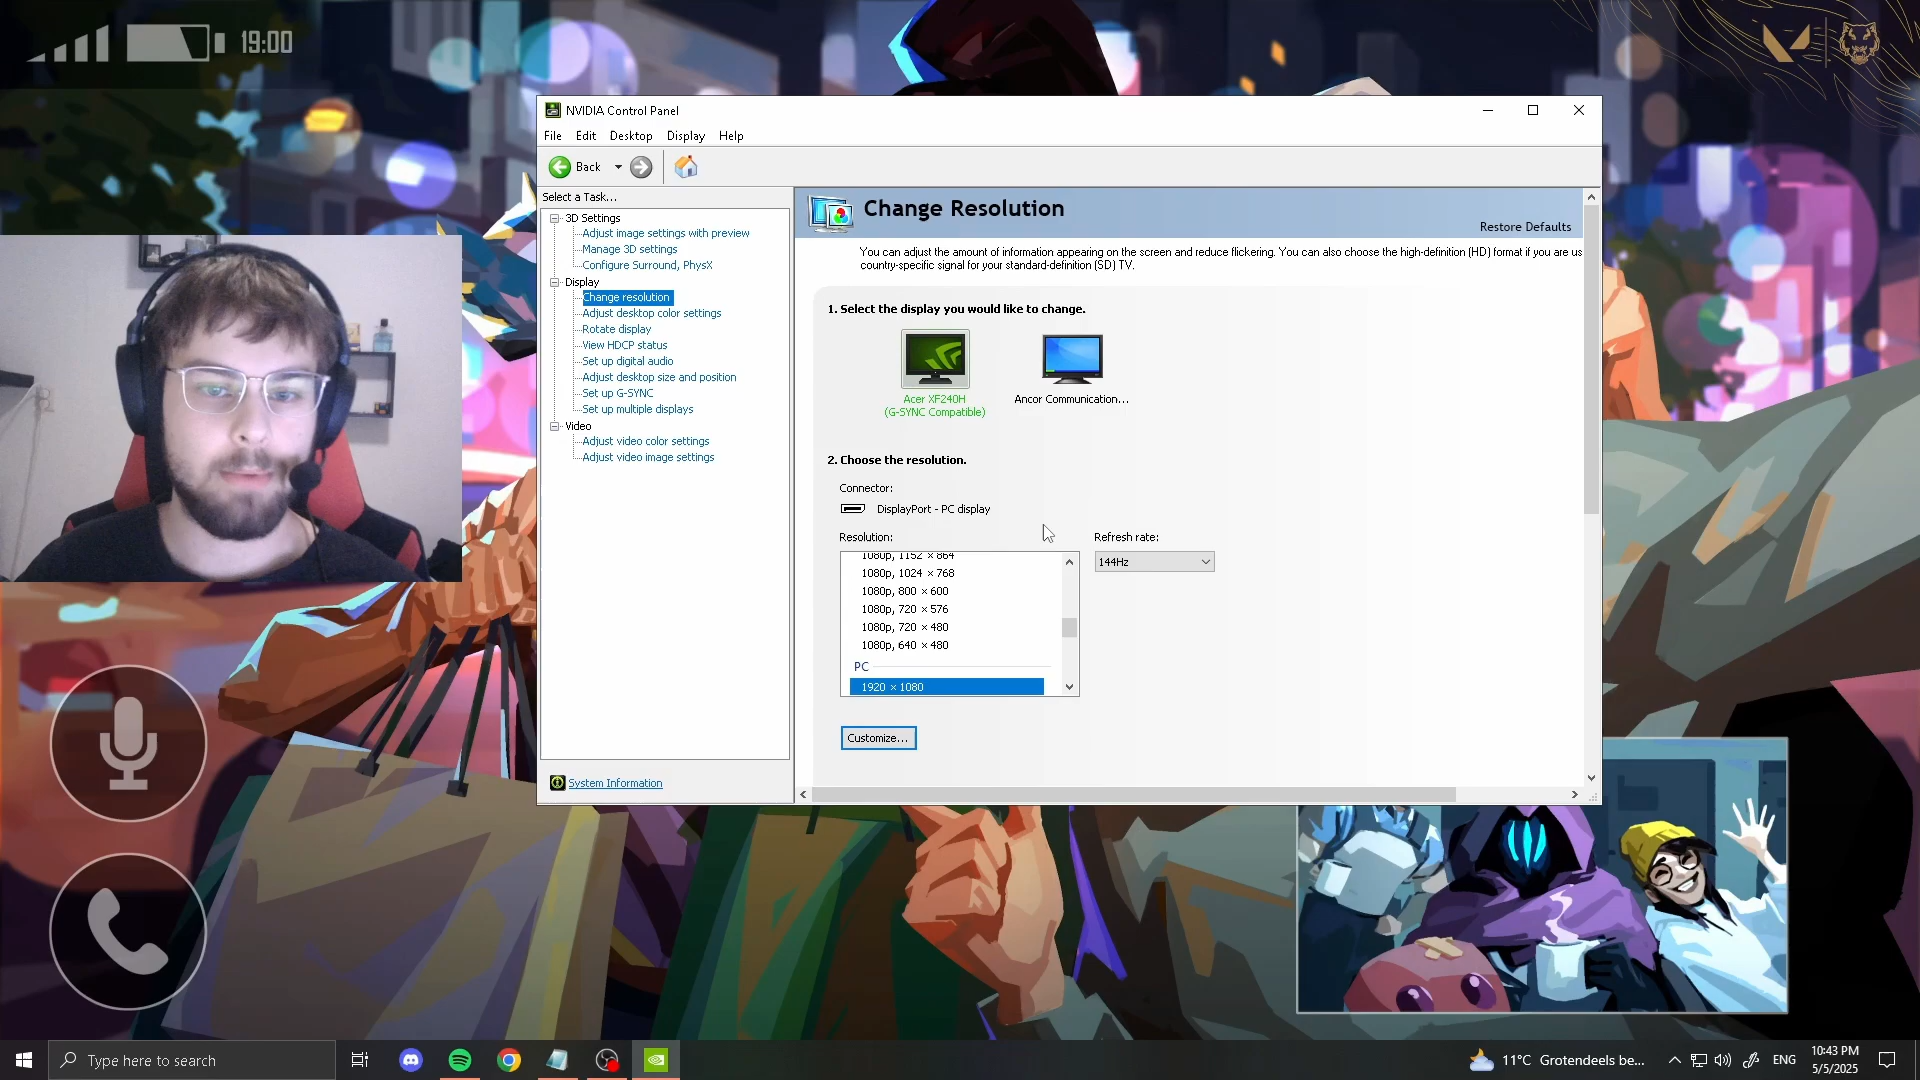 19:00
NVIDIA Control Panel
File Edit Desktop Display Help
Back
Select a Task...
3D Settings
Adjust image settings with preview
Manage 3D settings
Configure Surround, PhysX
Display
Change resolution
Adjust desktop color settings
Rotate display
View HDCP status
Set up digital audio
Adjust desktop size and position
Set up G-SYNC
Set up multiple displays
Video
Adjust video color settings
Adjust video image settings
System Information
Change Resolution
Restore Defaults
You can adjust the amount of information appearing on the screen and reduce flickering. You can also choose the high-definition (HD) format if you are us
country-specific signal for your standard-definition (SD) TV.
1. Select the display you would like to change.
Acer XF240H
(G-SYNC Compatible)
Ancor Communication...
2. Choose the resolution.
Connector:
DisplayPort - PC display
Resolution:
Refresh rate:
1080p, 1152 × 864
144Hz
1080p, 1024 × 768
1080p, 800 × 600
1080p, 720 × 576
1080p, 720 × 480
1080p, 640 × 480
PC
1920 × 1080
Customize...
Type here to search
11°C Grotendeels be...
ENG
10:43 PM
5/5/2025